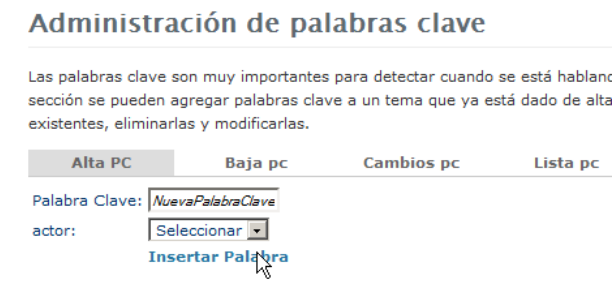 Administración de palabras clave
Las palabras clave son muy importantes para detectar cuando se está hablando
sección se pueden agregar palabras clave a un tema que ya está dado de alta
existentes, eliminarlas y modificarlas.
Alta PC Baja pc Cambios pc Lista pc
Palabra Clave: NuevaPalabraClave
actor: Seleccionar
Insertar Palabra